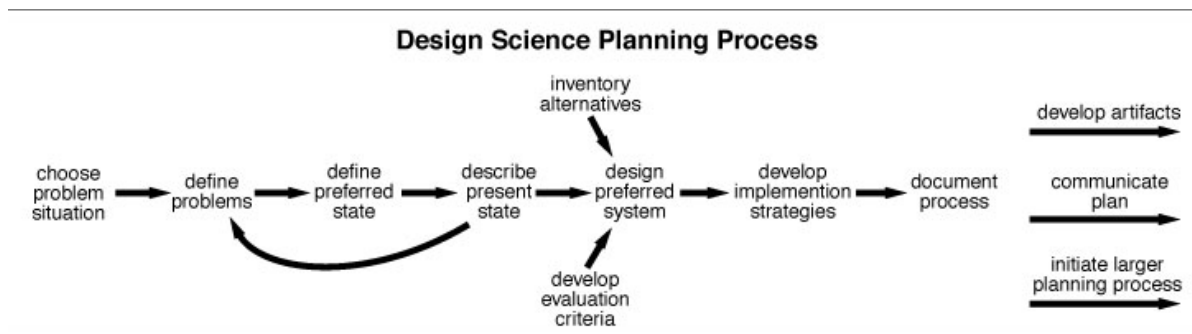 Design Science Planning Process
inventory
alternatives
choose
problem
situation
define
problems
define
preferred
state
describe
present
state
design
preferred
system
develop
implemention
strategies
document
process
develop
evaluation
criteria
develop artifacts
communicate
plan
initiate larger
planning process